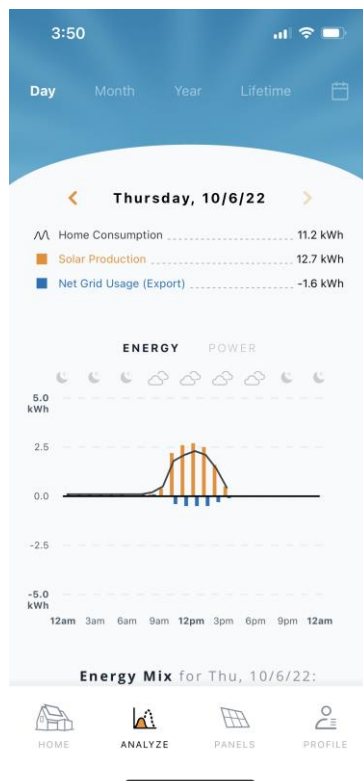 3:50
Day Month Year Lifetime
Thursday, 10/6/22
Home Consumption 11.2 kWh
Solar Production 12.7 kWh
Net Grid Usage (Export) -1.6 kWh
ENERGY POWER
5.0
kWh
2.5
0.0
-2.5
-5.0
kWh
12am 3am 6am 9am 12pm 3pm 6pm 9pm 12am
Energy Mix for Thu, 10/6/22:
HOME ANALYZE PANELS PROFILE